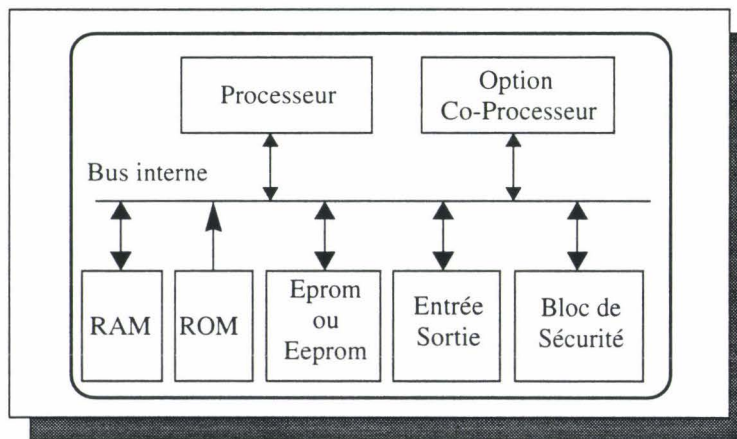 Processeur
Option
Co-Processeur
Bus interne
RAM
ROM
Eprom
ou
Eeprom
Entrée
Sortie
Bloc de
Sécurité